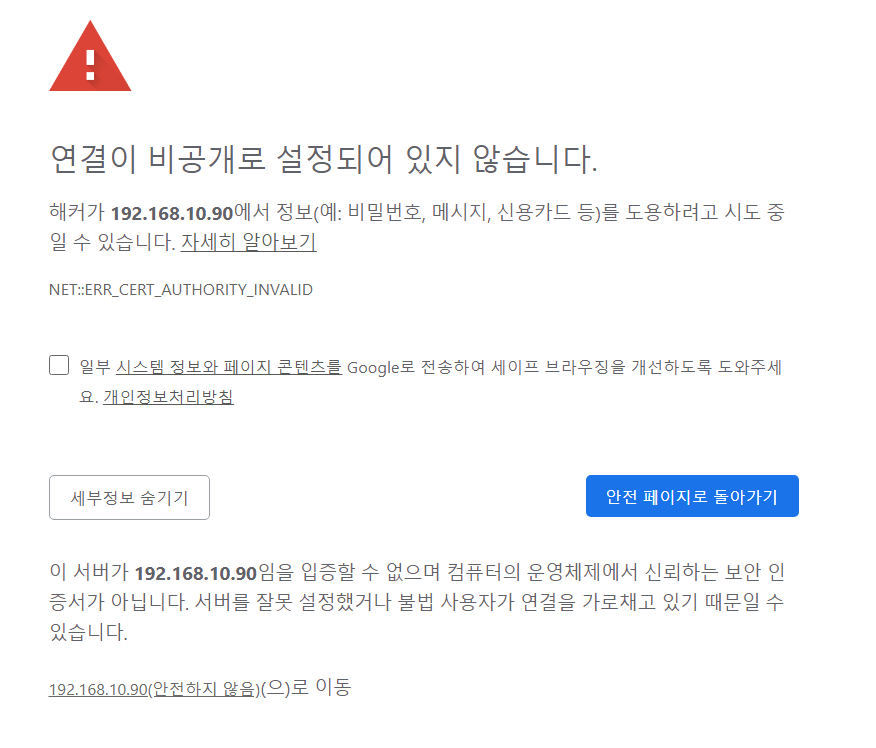 연결이 비공개로 설정되어 있지 않습니다.
해커가 192.168.10.90에서 정보(예: 비밀번호, 메시지, 신용카드 등)를 도용하려고 시도 중
일 수 있습니다. 자세히 알아보기
NET::ERR_CERT_AUTHORITY_INVALID
일부 시스템 정보와 페이지 콘텐츠를 Google로 전송하여 세이프 브라우징을 개선하도록 도와주세
요. 개인정보처리방침
세부정보 숨기기
안전 페이지로 돌아가기
이 서버가 192.168.10.90임을 입증할 수 없으며 컴퓨터의 운영체제에서 신뢰하는 보안 인
증서가 아닙니다. 서버를 잘못 설정했거나 불법 사용자가 연결을 가로채고 있기 때문일 수
있습니다.
192.168.10.90(안전하지 않음)(으)로 이동